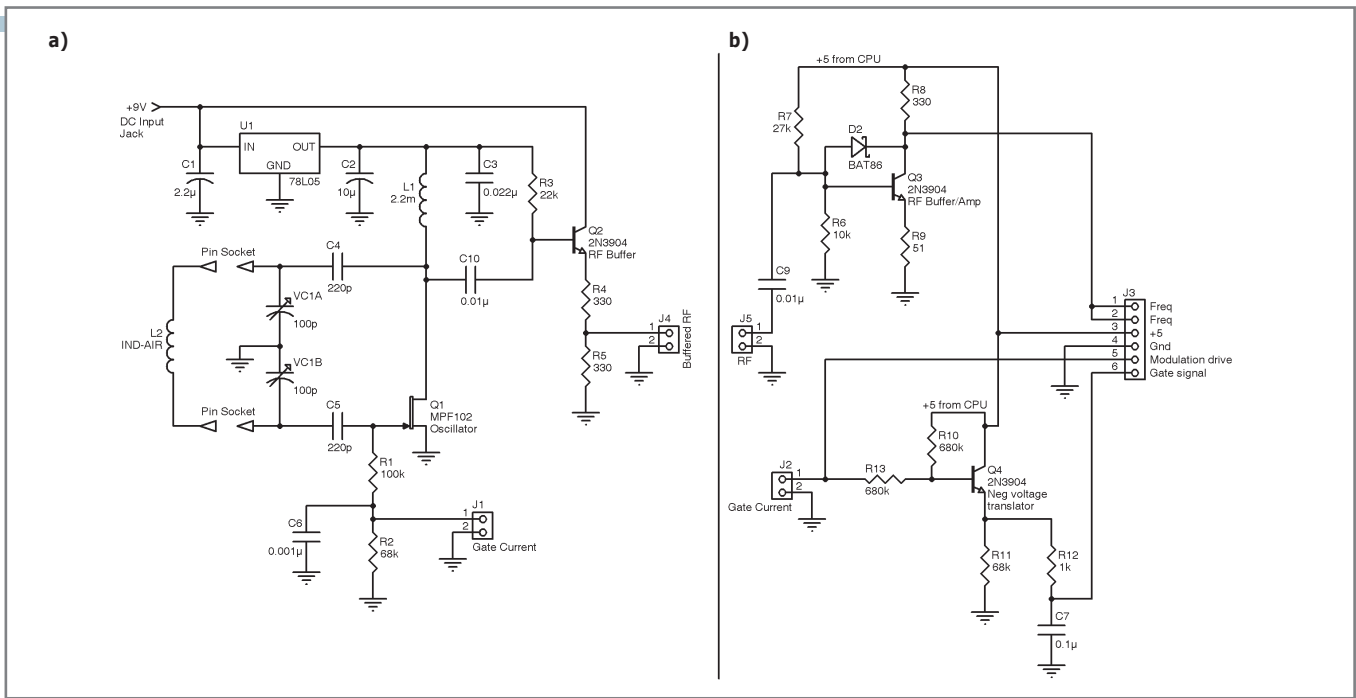 a)
+9V
DC Input
Jack
U1
IN
OUT
GND
78L05
C1
2.2µ
C2
10µ
L1
2.2m
C3
0.022µ
R3
22k
Q2
2N3904
RF Buffer
Pin Socket
C4
220p
C10
0.01µ
VC1A
100p
L2
IND-AIR
VC1B
100p
R4
330
R5
330
J4
1
2
Buffered RF
Pin Socket
C5
220p
Q1
MPF102
Oscillator
R1
100k
C6
0.001µ
R2
68k
J1
1
2
Gate Current
b)
+5 from CPU
R7
27k
R8
330
D2
BAT86
Q3
2N3904
RF Buffer/Amp
R6
10k
R9
51
C9
0.01µ
J5
1
2
RF
J3
1
Freq
2
Freq
3
+5
4
Gnd
5
Modulation drive
6
Gate signal
+5 from CPU
R10
680k
J2
1
2
Gate Current
R13
680k
Q4
2N3904
Neg voltage
translator
R11
68k
R12
1k
C7
0.1µ